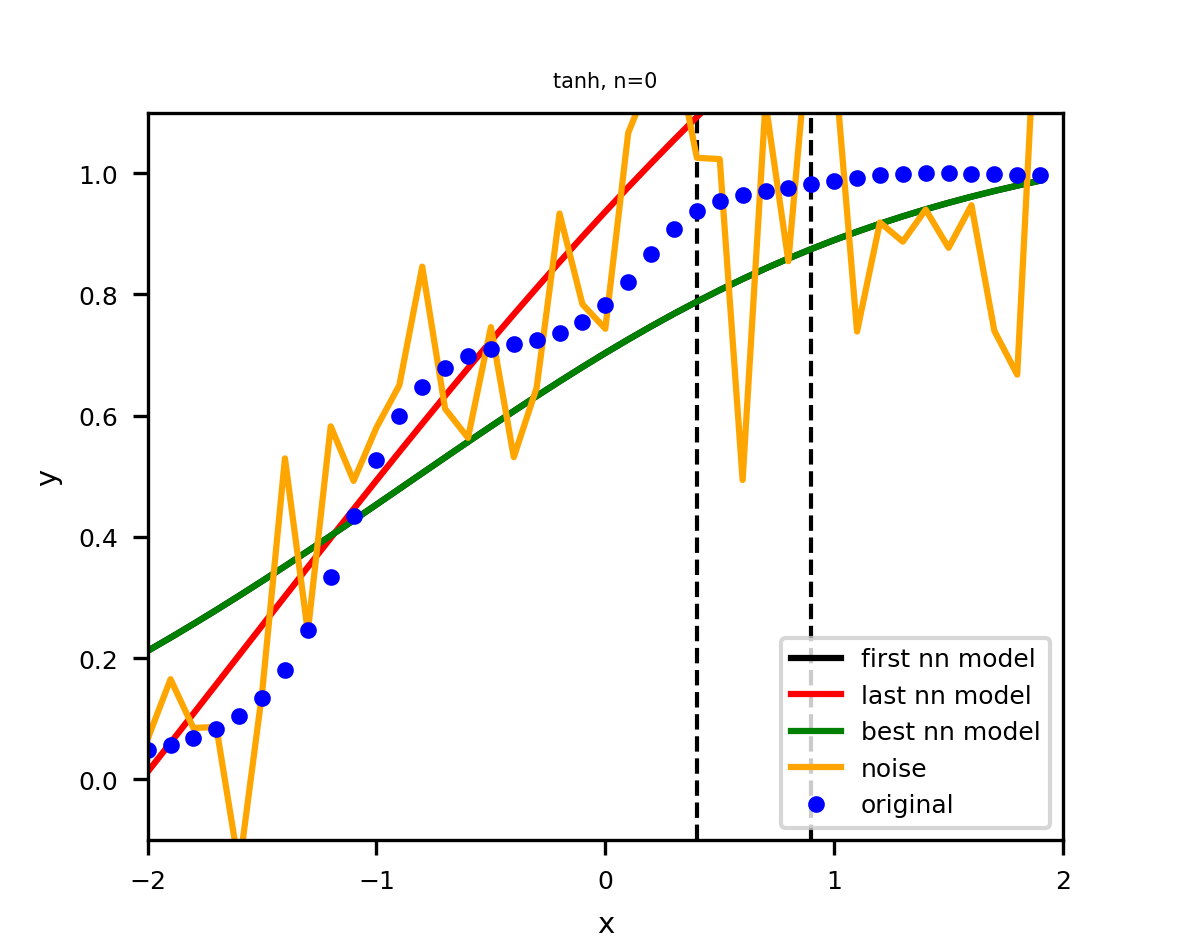 tanh, n=0
1.0
0.8
0.6
0.4
0.2
0.0
y
first nn model
last nn model
best nn model
noise
original
−2
−1
0
1
2
x